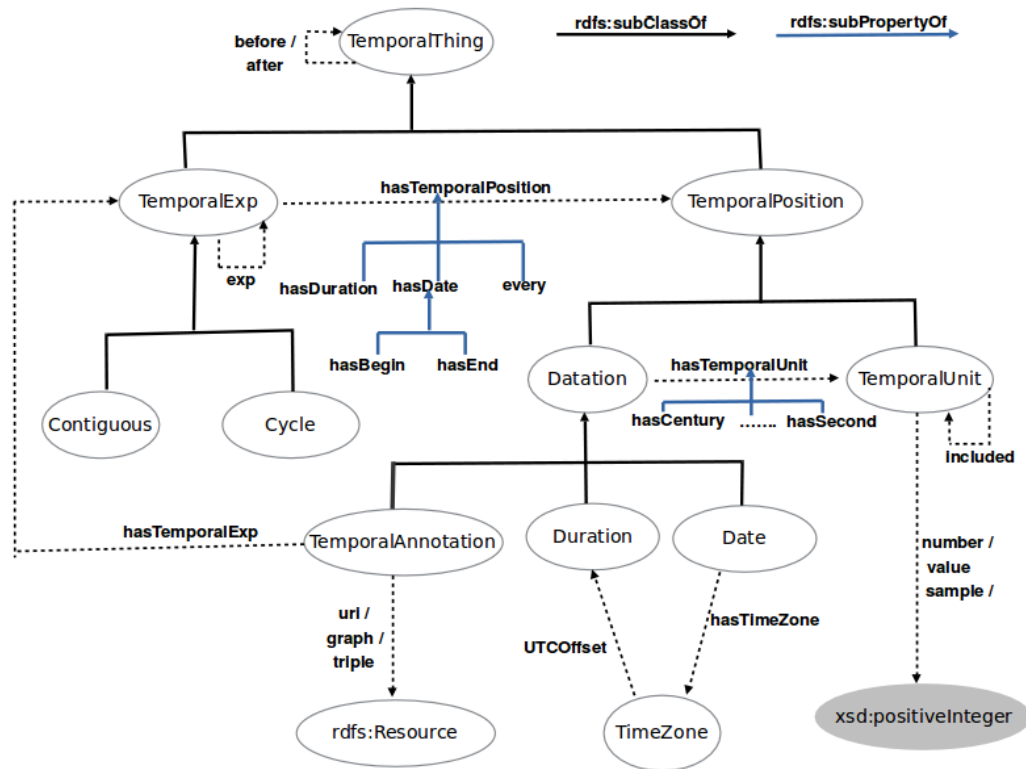 rdfs:subClassOf
rdfs:subPropertyOf
before /
after
TemporalThing
TemporalExp
hasTemporalPosition
TemporalPosition
exp
hasDuration
hasDate
every
hasBegin
hasEnd
Datation
hasTemporalUnit
TemporalUnit
Contiguous
Cycle
hasCentury
.......
hasSecond
included
hasTemporalExp
TemporalAnnotation
Duration
Date
number /
value
sample /
url /
graph /
triple
UTCOffset
hasTimeZone
rdfs:Resource
TimeZone
xsd:positiveInteger